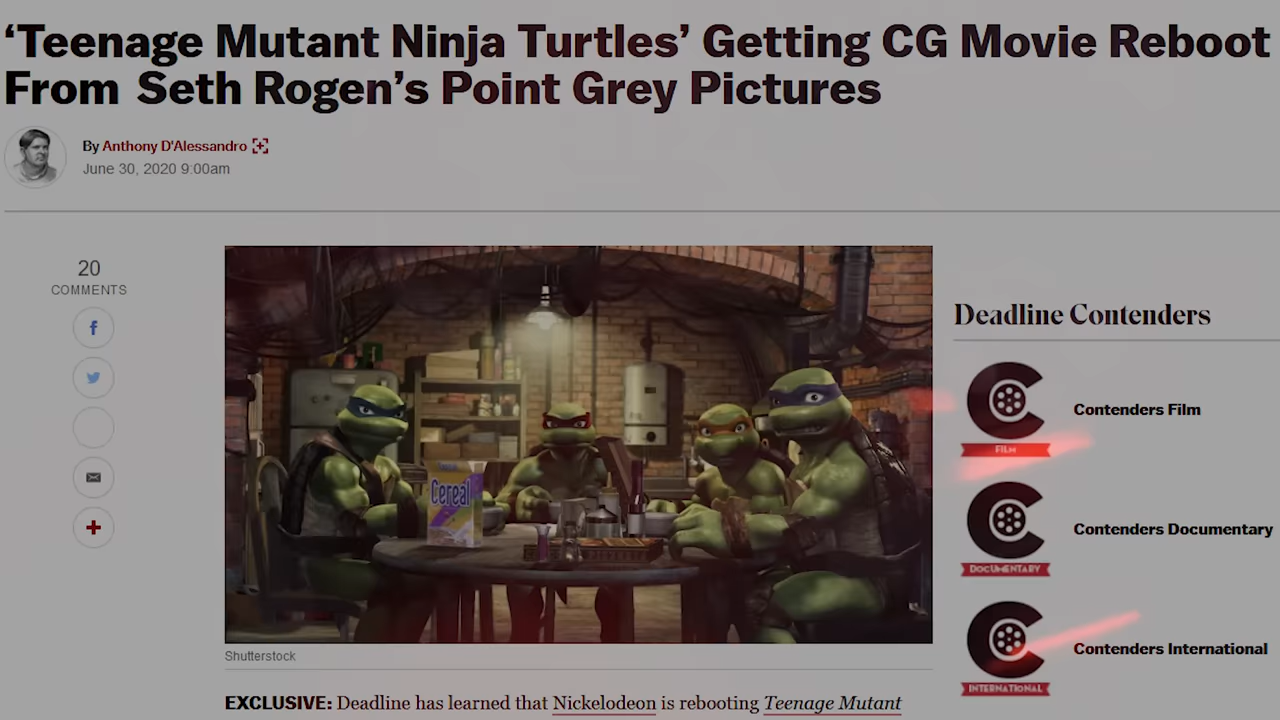 ‘Teenage Mutant Ninja Turtles’ Getting CG Movie Reboot
From Seth Rogen’s Point Grey Pictures
By Anthony D'Alessandro
June 30, 2020 9:00am
20
COMMENTS
Cereal
Shutterstock
EXCLUSIVE: Deadline has learned that Nickelodeon is rebooting Teenage Mutant
Deadline Contenders
FILM
Contenders Film
DOCUMENTARY
Contenders Documentary
INTERNATIONAL
Contenders International